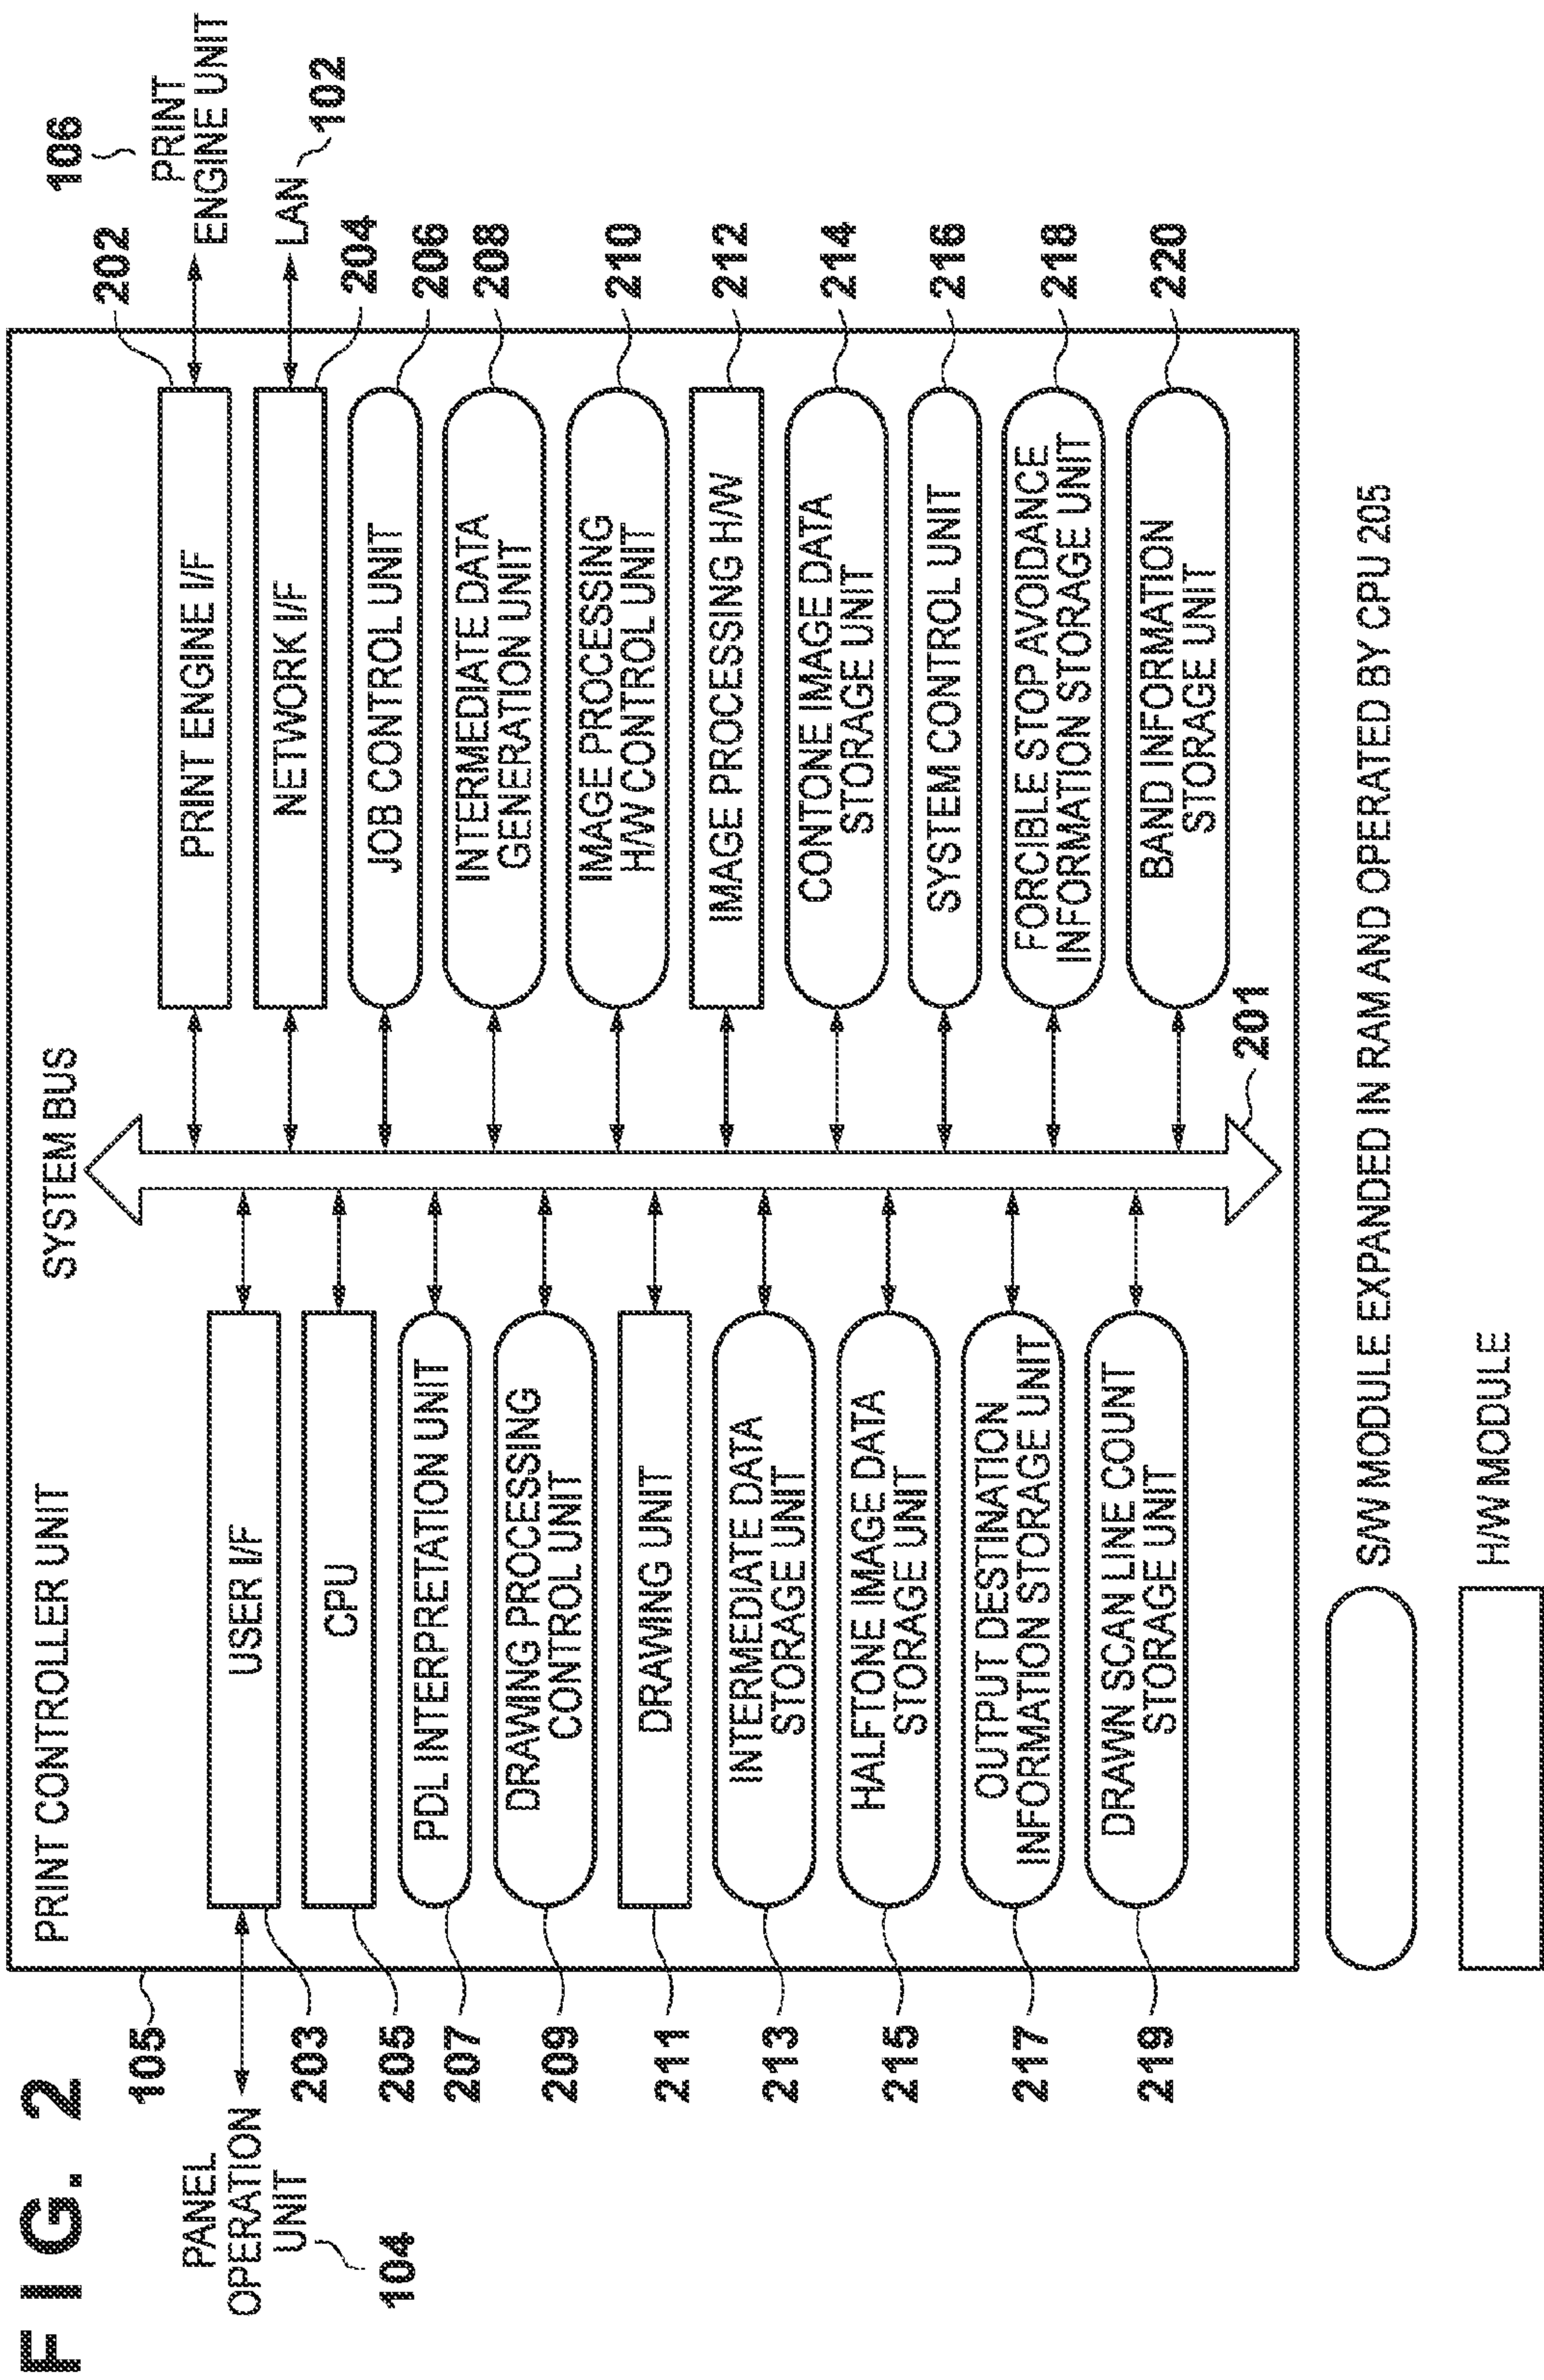 FIG. 2
105
PRINT CONTROLLER UNIT
SYSTEM BUS
106
PRINT
ENGINE UNIT
LAN
102
PANEL
OPERATION
UNIT
104
203
USER I/F
205
CPU
207
PDL INTERPRETATION UNIT
209
DRAWING PROCESSING
CONTROL UNIT
211
DRAWING UNIT
213
INTERMEDIATE DATA
STORAGE UNIT
215
HALFTONE IMAGE DATA
STORAGE UNIT
217
OUTPUT DESTINATION
INFORMATION STORAGE UNIT
219
DRAWN SCAN LINE COUNT
STORAGE UNIT
202
PRINT ENGINE I/F
204
NETWORK I/F
206
JOB CONTROL UNIT
208
INTERMEDIATE DATA
GENERATION UNIT
210
IMAGE PROCESSING
H/W CONTROL UNIT
212
IMAGE PROCESSING H/W
214
CONTONE IMAGE DATA
STORAGE UNIT
216
SYSTEM CONTROL UNIT
218
FORCIBLE STOP AVOIDANCE
INFORMATION STORAGE UNIT
220
BAND INFORMATION
STORAGE UNIT
201
S/W MODULE EXPANDED IN RAM AND OPERATED BY CPU 205
H/W MODULE